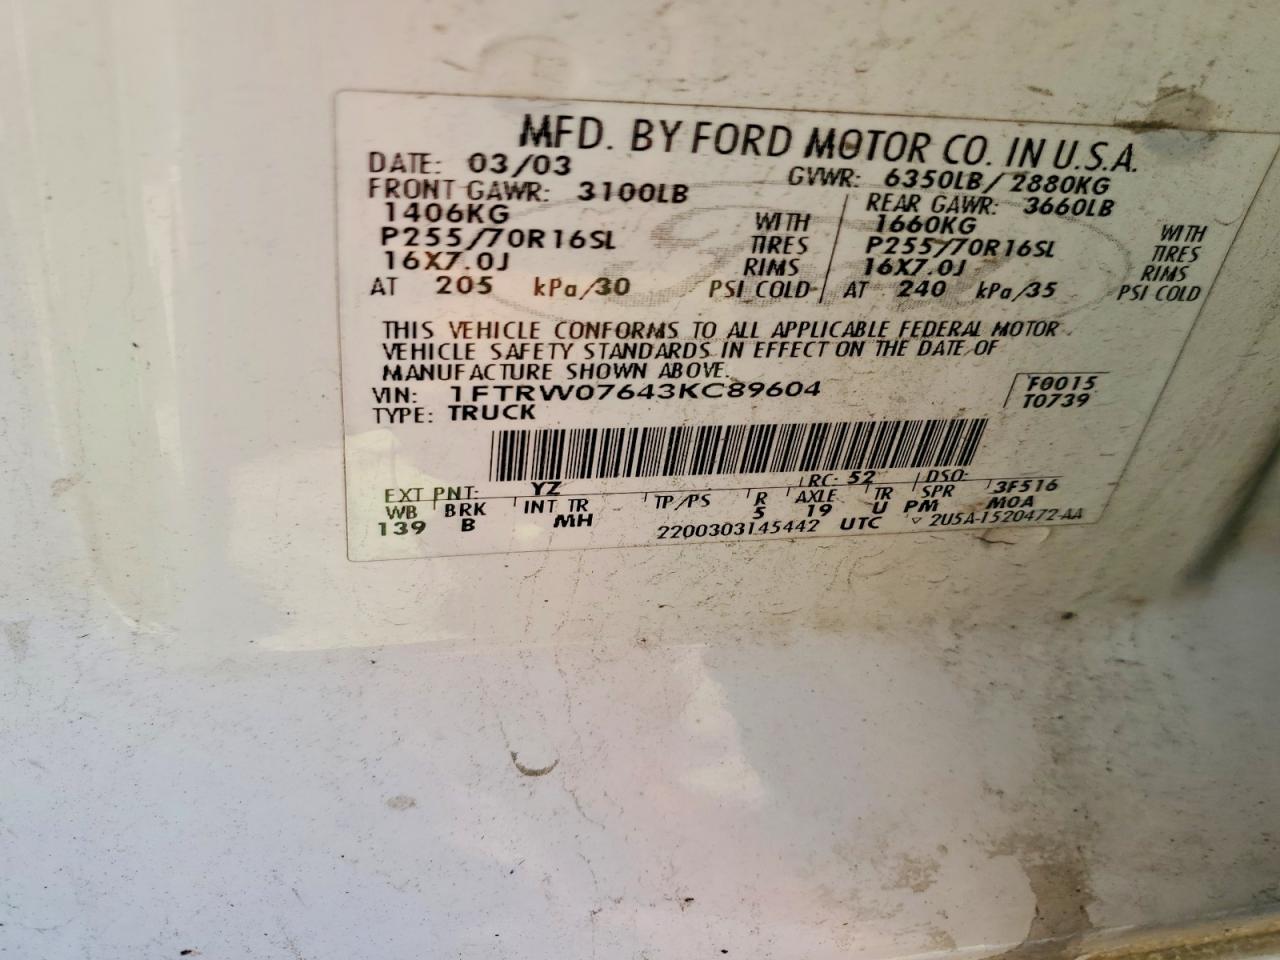 MFD. BY FORD MOTOR CO. IN U.S.A.
DATE: 03/03 GVWR: 6350LB/2880KG
FRONT GAWR: 3100LB REAR GAWR: 3660LB
1406KG WITH 1660KG WITH
P255/70R16SL TIRES P255/70R16SL TIRES
16X7.0J RIMS 16X7.0J RIMS
AT 205 kPa/30 PSI COLD AT 240 kPa/35 PSI COLD
THIS VEHICLE CONFORMS TO ALL APPLICABLE FEDERAL MOTOR
VEHICLE SAFETY STANDARDS IN EFFECT ON THE DATE OF
MANUFACTURE SHOWN ABOVE.
VIN: 1FTRW07643KC89604 F0015
TYPE: TRUCK T0739
EXT PNT: YZ RC: 52 DSO:
WB BRK INT TR TP/PS R AXLE TR SPR 3F516
139 B MH 5 19 U PM M0A
2200303145442 UTC ▽ 2U5A-1520472-AA